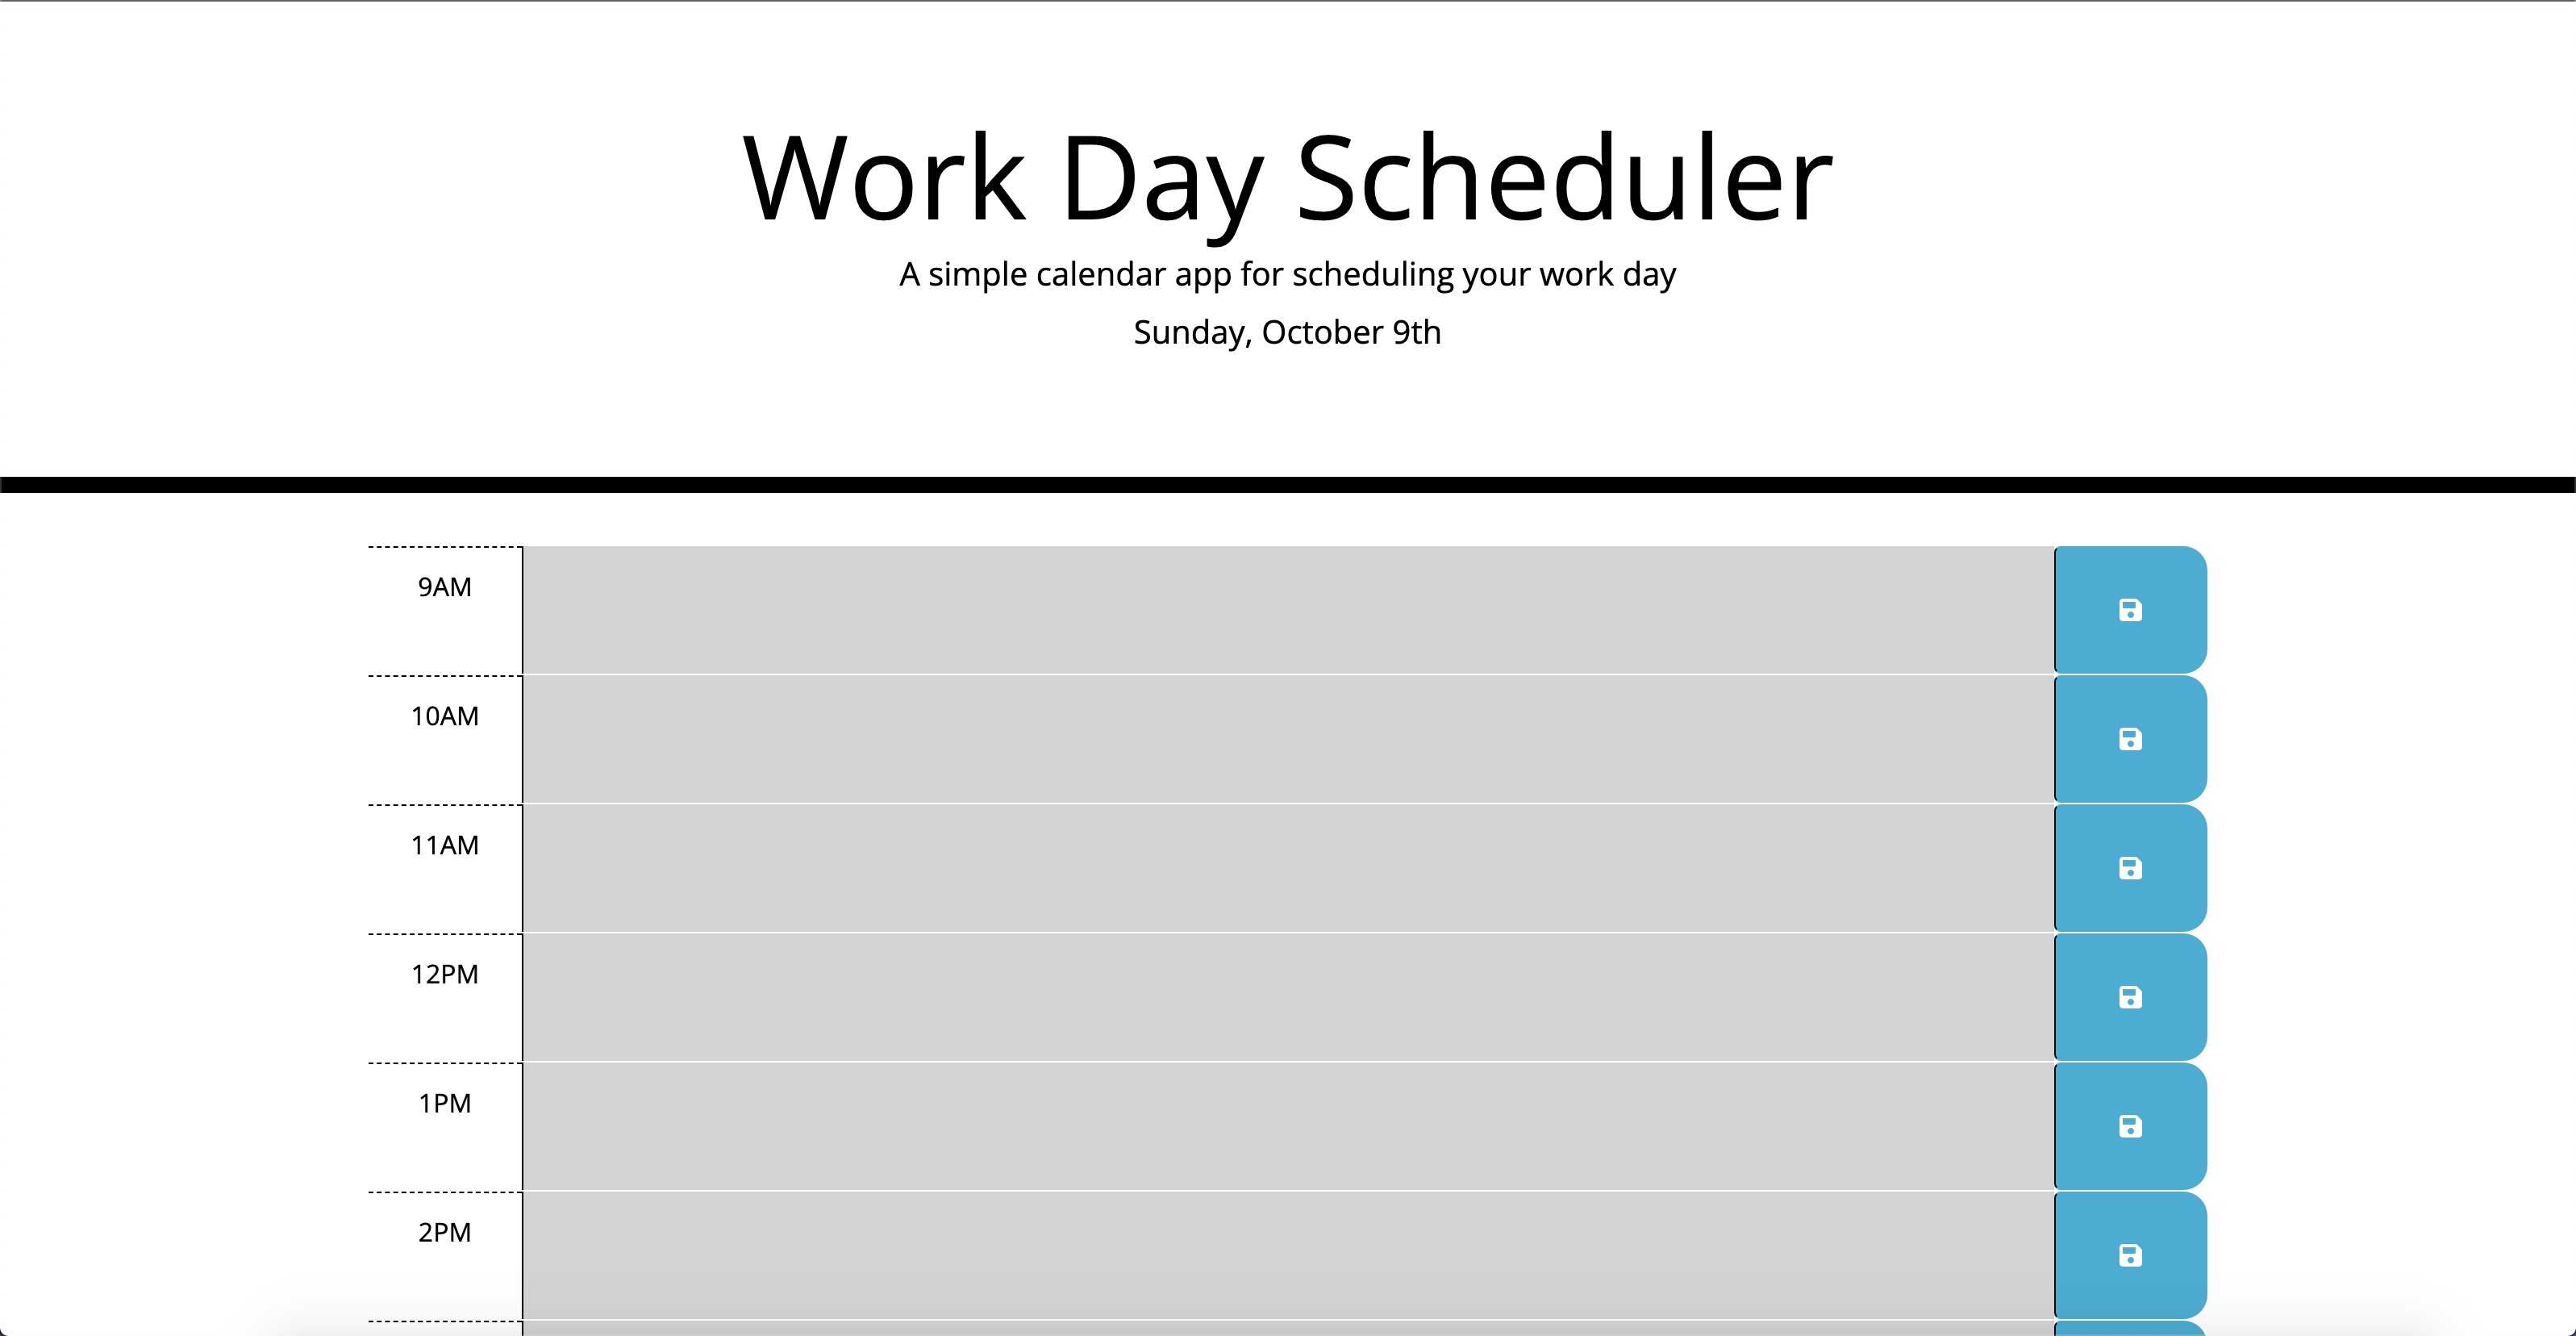 Work Day Scheduler
A simple calendar app for scheduling your work day
Sunday, October 9th
9AM
10AM
11AM
12PM
1PM
2PM